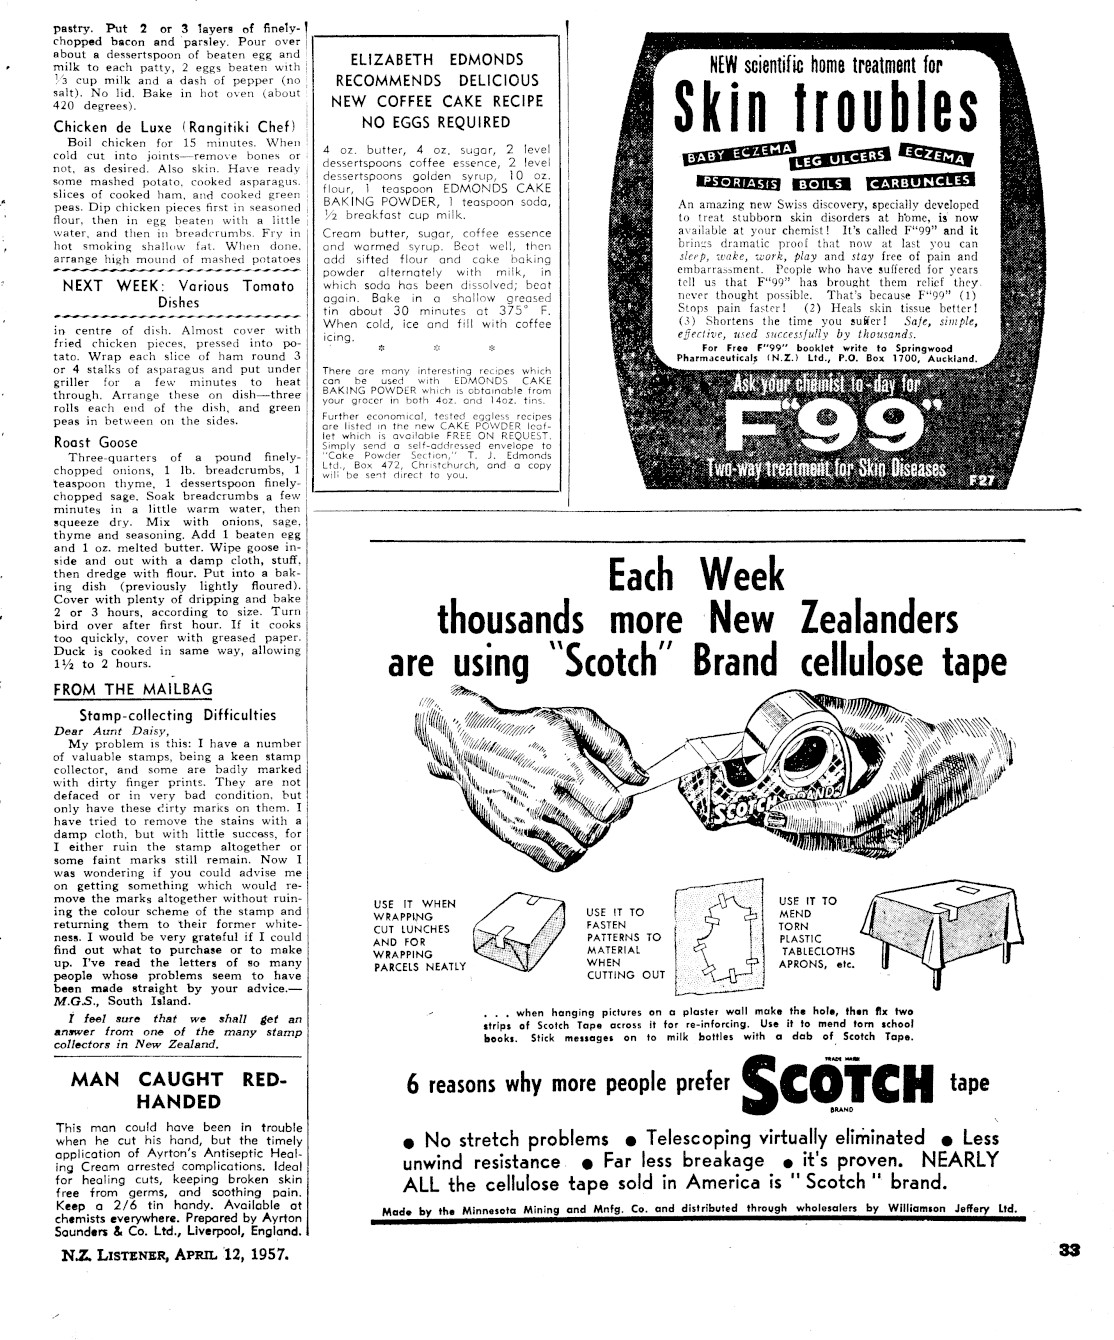 pastry. Put 2 or 3 layers of finely-
chopped bacon and parsley. Pour over
about a dessertspoon of beaten egg and
milk to each patty, 2 eggs beaten with
⅓ cup milk and a dash of pepper (no
salt). No lid. Bake in hot oven (about
420 degrees).
Chicken de Luxe (Rangitiki Chef)
Boil chicken for 15 minutes. When
cold cut into joints—remove bones or
not, as desired. Also skin. Have ready
some mashed potato, cooked asparagus,
slices of cooked ham, and cooked green
peas. Dip chicken pieces first in seasoned
flour, then in egg beaten with a little
water, and then in breadcrumbs. Fry in
hot smoking shallow fat. When done,
arrange high mound of mashed potatoes
NEXT WEEK: Various Tomato
Dishes
in centre of dish. Almost cover with
fried chicken pieces, pressed into po-
tato. Wrap each slice of ham round 3
or 4 stalks of asparagus and put under
griller for a few minutes to heat
through. Arrange these on dish—three
rolls each end of the dish, and green
peas in between on the sides.
Roast Goose
Three-quarters of a pound finely-
chopped onions, 1 lb. breadcrumbs, 1
teaspoon thyme, 1 dessertspoon finely-
chopped sage. Soak breadcrumbs a few
minutes in a little warm water, then
squeeze dry. Mix with onions, sage,
thyme and seasoning. Add 1 beaten egg
and 1 oz. melted butter. Wipe goose in-
side and out with a damp cloth, stuff,
then dredge with flour. Put into a bak-
ing dish (previously lightly floured).
Cover with plenty of dripping and bake
2 or 3 hours, according to size. Turn
bird over after first hour. If it cooks
too quickly, cover with greased paper.
Duck is cooked in same way, allowing
1½ to 2 hours.
FROM THE MAILBAG
Stamp-collecting Difficulties
Dear Aunt Daisy,
My problem is this: I have a number
of valuable stamps, being a keen stamp
collector, and some are badly marked
with dirty finger prints. They are not
defaced or in very bad condition, but
only have these dirty marks on them. I
have tried to remove the stains with a
damp cloth, but with little success, for
I either ruin the stamp altogether or
some faint marks still remain. Now I
was wondering if you could advise me
on getting something which would re-
move the marks altogether without ruin-
ing the colour scheme of the stamp and
returning them to their former white-
ness. I would be very grateful if I could
find out what to purchase or to make
up. I've read the letters of so many
people whose problems seem to have
been made straight by your advice.—
M.G.S., South Island.
I feel sure that we shall get an
answer from one of the many stamp
collectors in New Zealand.
MAN CAUGHT RED-
HANDED
This man could have been in trouble
when he cut his hand, but the timely
application of Ayrton's Antiseptic Heal-
ing Cream arrested complications. Ideal
for healing cuts, keeping broken skin
free from germs, and soothing pain.
Keep a 2/6 tin handy. Available at
chemists everywhere. Prepared by Ayrton
Saunders & Co. Ltd., Liverpool, England.
ELIZABETH EDMONDS
RECOMMENDS DELICIOUS
NEW COFFEE CAKE RECIPE
NO EGGS REQUIRED
4 oz. butter, 4 oz. sugar, 2 level
dessertspoons coffee essence, 2 level
dessertspoons golden syrup, 10 oz.
flour, 1 teaspoon EDMONDS CAKE
BAKING POWDER, 1 teaspoon soda,
½ breakfast cup milk.
Cream butter, sugar, coffee essence
and warmed syrup. Beat well, then
add sifted flour and cake baking
powder alternately with milk, in
which soda has been dissolved; beat
again. Bake in a shallow greased
tin about 30 minutes at 375° F.
When cold, ice and fill with coffee
icing.
* * *
There are many interesting recipes which
can be used with EDMONDS CAKE
BAKING POWDER which is obtainable from
your grocer in both 4oz. and 14oz. tins.
Further economical, tested eggless recipes
are listed in the new CAKE POWDER leaf-
let which is available FREE ON REQUEST.
Simply send a self-addressed envelope to
"Cake Powder Section," T. J. Edmonds
Ltd., Box 472, Christchurch, and a copy
will be sent direct to you.
NEW scientific home treatment for
Skin troubles
BABY ECZEMA LEG ULCERS ECZEMA
PSORIASIS BOILS CARBUNCLES
An amazing new Swiss discovery, specially developed
to treat stubborn skin disorders at home, is now
available at your chemist! It's called F"99" and it
brings dramatic proof that now at last you can
sleep, wake, work, play and stay free of pain and
embarrassment. People who have suffered for years
tell us that F"99" has brought them relief they
never thought possible. That's because F"99" (1)
Stops pain faster! (2) Heals skin tissue better!
(3) Shortens the time you suffer! Safe, simple,
effective, used successfully by thousands.
For Free F"99" booklet write to Springwood
Pharmaceuticals (N.Z.) Ltd., P.O. Box 1700, Auckland.
Ask your chemist to-day for
F"99"
Two-way treatment for Skin Diseases
F27
Each Week
thousands more New Zealanders
are using "Scotch" Brand cellulose tape
SCOTCH BRAND
USE IT WHEN
WRAPPING
CUT LUNCHES
AND FOR
WRAPPING
PARCELS NEATLY
USE IT TO
FASTEN
PATTERNS TO
MATERIAL
WHEN
CUTTING OUT
USE IT TO
MEND
TORN
PLASTIC
TABLECLOTHS
APRONS, etc.
. . . when hanging pictures on a plaster wall make the hole, then fix two
strips of Scotch Tape across it for re-inforcing. Use it to mend torn school
books. Stick messages on to milk bottles with a dab of Scotch Tape.
6 reasons why more people prefer SCOTCH tape
TRADE MARK
BRAND
● No stretch problems ● Telescoping virtually eliminated ● Less
unwind resistance ● Far less breakage ● it's proven. NEARLY
ALL the cellulose tape sold in America is "Scotch" brand.
Made by the Minnesota Mining and Mnfg. Co. and distributed through wholesalers by Williamson Jeffery Ltd.
N.Z. LISTENER, APRIL 12, 1957.
33